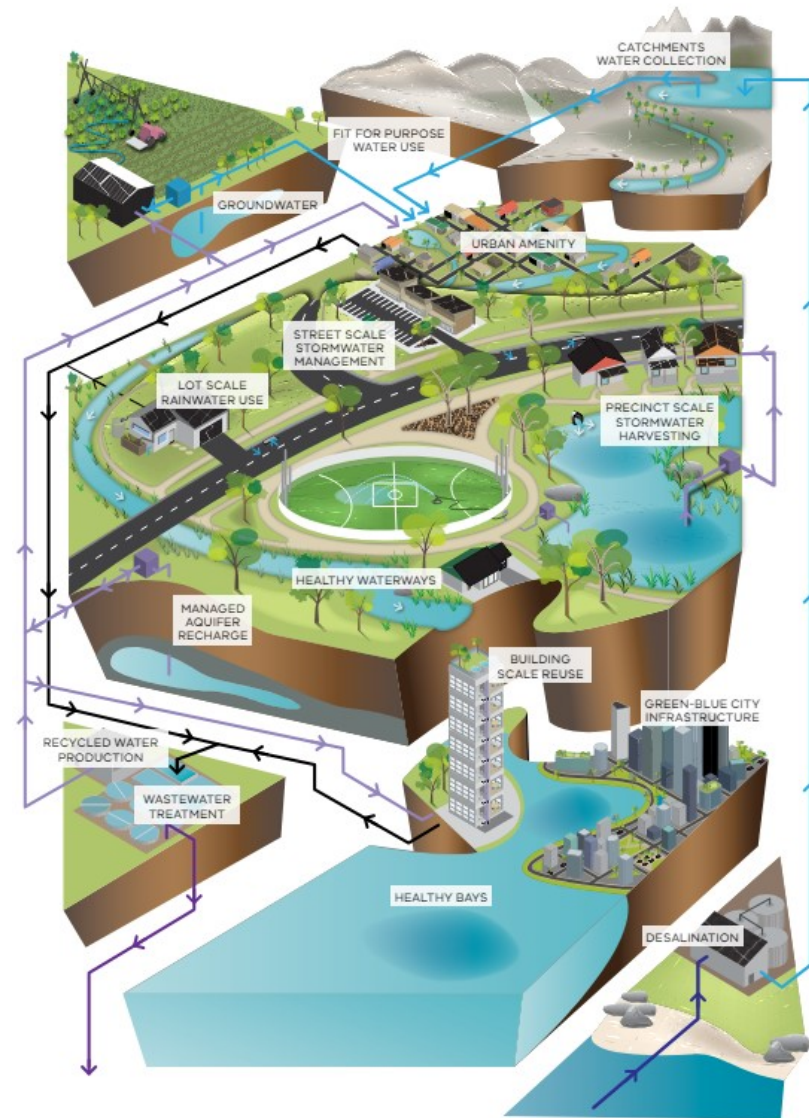 CATCHMENTS
WATER COLLECTION
FIT FOR PURPOSE
WATER USE
GROUNDWATER
URBAN AMENITY
STREET SCALE
STORMWATER
MANAGEMENT
LOT SCALE
RAINWATER USE
PRECINCT SCALE
STORMWATER
HARVESTING
HEALTHY WATERWAYS
MANAGED
AQUIFER
RECHARGE
BUILDING
SCALE REUSE
GREEN-BLUE CITY
INFRASTRUCTURE
RECYCLED WATER
PRODUCTION
WASTEWATER
TREATMENT
HEALTHY BAYS
DESALINATION